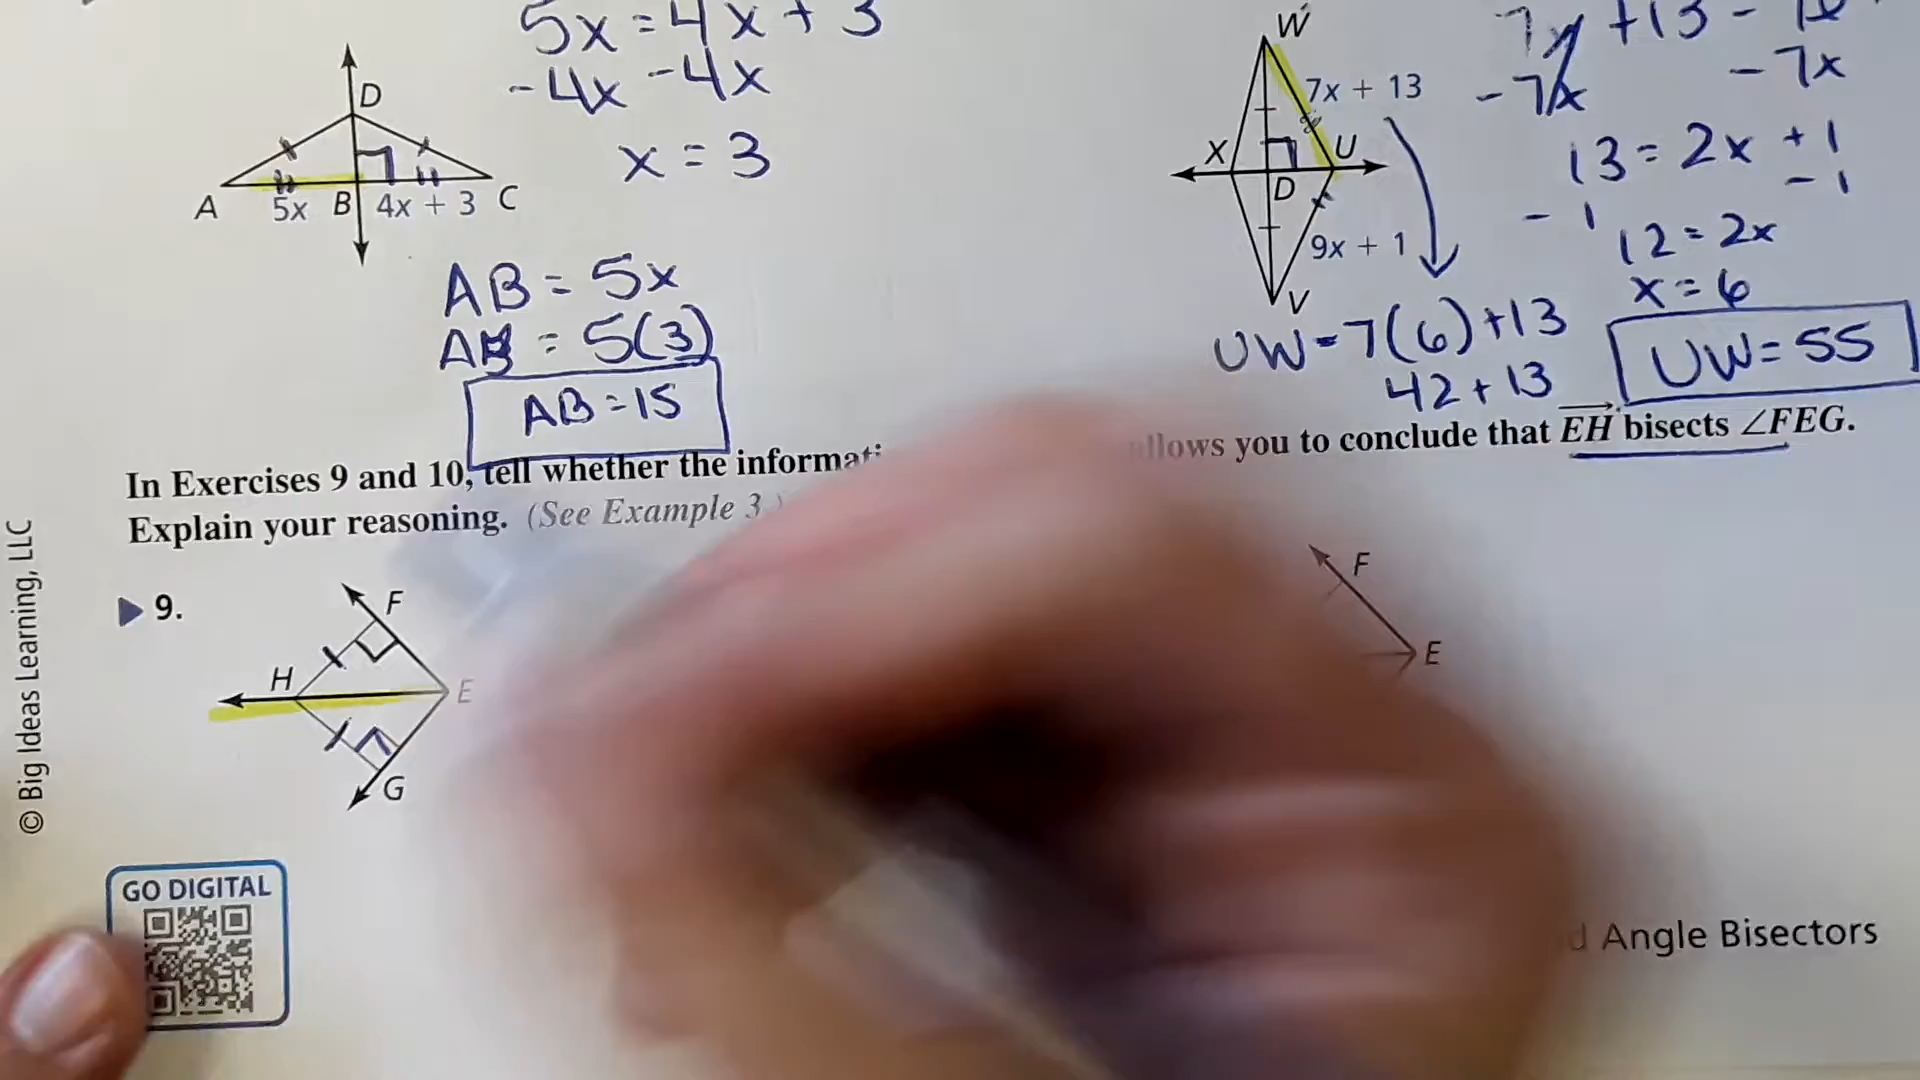 5x = 4x + 3
-4x -4x
x = 3
D
A 5x B 4x + 3 C
AB = 5x
AB = 5(3)
AB = 15
W
7x + 13
-7x -7x
13 = 2x + 1
- 1 - 1
12 = 2x
x = 6
7x + 13
X U
D
9x + 1
V
UW = 7(6) + 13
42 + 13
UW = 55
In Exercises 9 and 10, tell whether the
you to conclude that EH bisects ∠FEG.
Explain your reasoning. (See Example 3
9.
F
H
E
G
F
E
© Big Ideas Learning, LLC
GO DIGITAL
Angle Bisectors